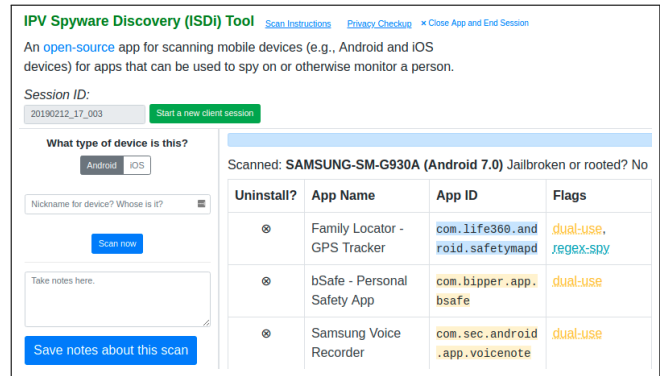 IPV Spyware Discovery (ISDi) Tool Scan Instructions Privacy Checkup × Close App and End Session
An open-source app for scanning mobile devices (e.g., Android and iOS
devices) for apps that can be used to spy on or otherwise monitor a person.
Session ID:
20190212_17_003 Start a new client session
What type of device is this?
Android iOS
Nickname for device? Whose is it?
Scan now
Take notes here.
Save notes about this scan
Scanned: SAMSUNG-SM-G930A (Android 7.0) Jailbroken or rooted? No
Uninstall? App Name App ID Flags
⊗ Family Locator - com.life360.and dual-use,
GPS Tracker roid.safetymapd regex-spy
⊗ bSafe - Personal com.bipper.app. dual-use
Safety App bsafe
⊗ Samsung Voice com.sec.android dual-use
Recorder .app.voicenote